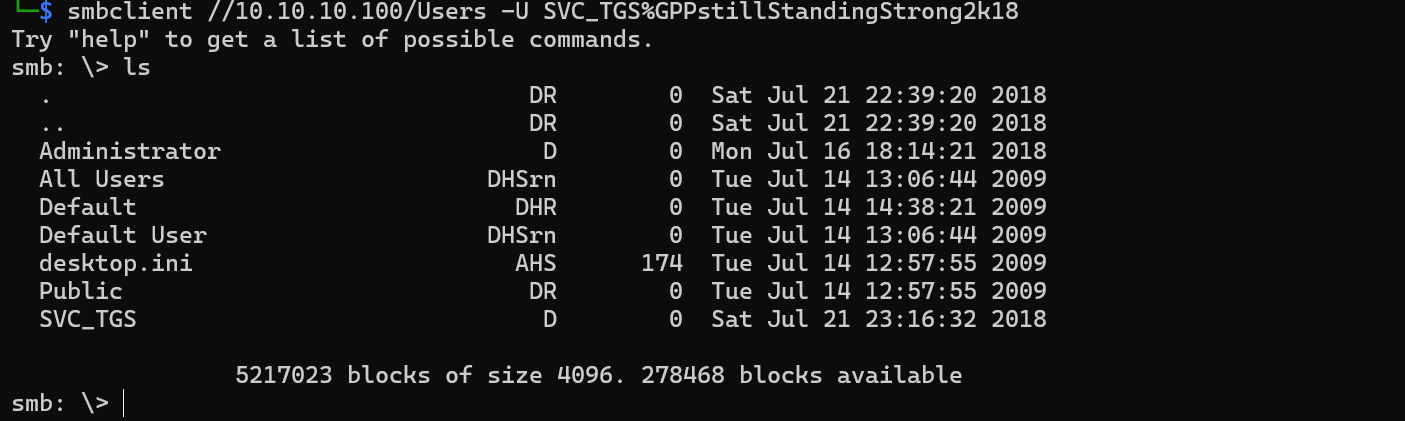 └─$ smbclient //10.10.10.100/Users -U SVC_TGS%GPPstillStandingStrong2k18
Try "help" to get a list of possible commands.
smb: \> ls
  .                                  DR        0  Sat Jul 21 22:39:20 2018
  ..                                 DR        0  Sat Jul 21 22:39:20 2018
  Administrator                       D        0  Mon Jul 16 18:14:21 2018
  All Users                       DHSrn        0  Tue Jul 14 13:06:44 2009
  Default                           DHR        0  Tue Jul 14 14:38:21 2009
  Default User                    DHSrn        0  Tue Jul 14 13:06:44 2009
  desktop.ini                       AHS      174  Tue Jul 14 12:57:55 2009
  Public                             DR        0  Tue Jul 14 12:57:55 2009
  SVC_TGS                             D        0  Sat Jul 21 23:16:32 2018
                5217023 blocks of size 4096. 278468 blocks available
smb: \>